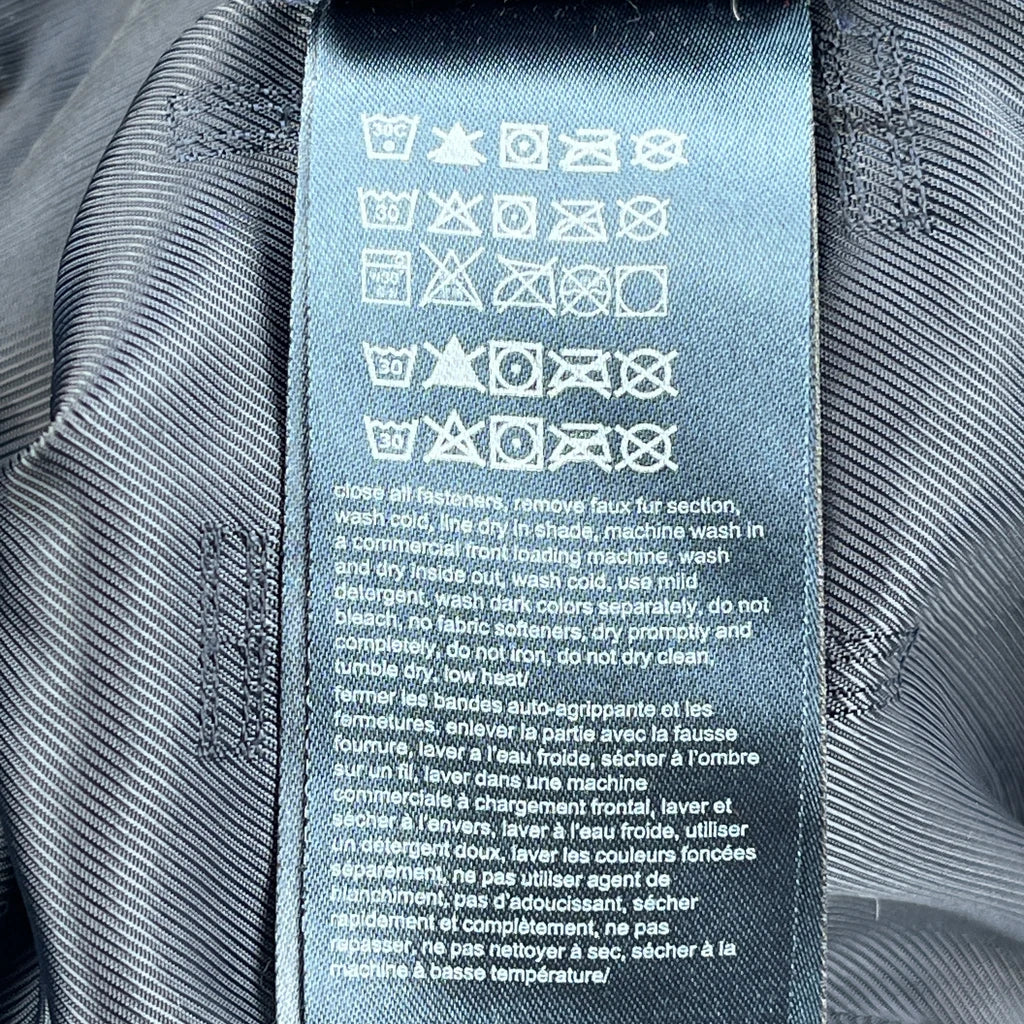 30C
30
30
30
close all fasteners, remove faux fur section,
wash cold, line dry in shade, machine wash in
a commercial front loading machine, wash
and dry inside out, wash cold, use mild
detergent, wash dark colors separately, do not
bleach, no fabric softeners, dry promptly and
completely, do not iron, do not dry clean,
tumble dry, low heat/
fermer les bandes auto-agrippante et les
fermetures, enlever la partie avec la fausse
fourrure, laver a l'eau froide, sécher à l'ombre
sur un fil, laver dans une machine
commerciale à chargement frontal, laver et
sécher à l'envers, laver à l'eau froide, utiliser
un détergent doux, laver les couleurs foncées
séparement, ne pas utiliser agent de
blanchiment, pas d'adoucissant, sécher
rapidement et complètement, ne pas
repasser, ne pas nettoyer à sec, sécher à la
machine à basse température/